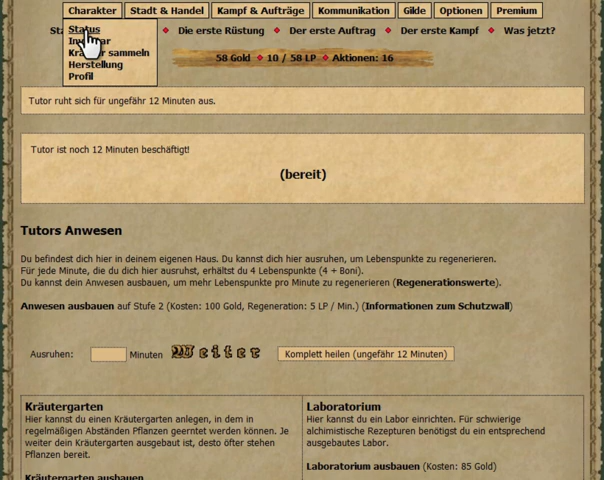 Charakter Stadt & Handel Kampf & Aufträge Kommunikation Gilde Optionen Premium
Die erste Rüstung Der erste Auftrag Der erste Kampf Was jetzt?
Status
sammeln
Herstellung
Profil
58 Gold 10 / 58 LP Aktionen: 16
Tutor ruht sich für ungefähr 12 Minuten aus.
Tutor ist noch 12 Minuten beschäftigt!
(bereit)
Tutors Anwesen
Du befindest dich hier in deinem eigenen Haus. Du kannst dich hier ausruhen, um Lebenspunkte zu regenerieren.
Für jede Minute, die du dich hier ausruhst, erhältst du 4 Lebenspunkte (4 + Boni).
Du kannst dein Anwesen ausbauen, um mehr Lebenspunkte pro Minute zu regenerieren (Regenerationswerte).
Anwesen ausbauen auf Stufe 2 (Kosten: 100 Gold, Regeneration: 5 LP / Min.) (Informationen zum Schutzwall)
Ausruhen: Minuten Weiter Komplett heilen (ungefähr 12 Minuten)
Kräutergarten
Hier kannst du einen Kräutergarten anlegen, in dem in
regelmäßigen Abständen Pflanzen geerntet werden können. Je
weiter dein Kräutergarten ausgebaut ist, desto öfter stehen
Pflanzen bereit.
Kräutergarten ausbauen
Laboratorium
Hier kannst du ein Labor einrichten. Für schwierige
alchimistische Rezepturen benötigst du ein entsprechend
ausgebautes Labor.
Laboratorium ausbauen (Kosten: 85 Gold)